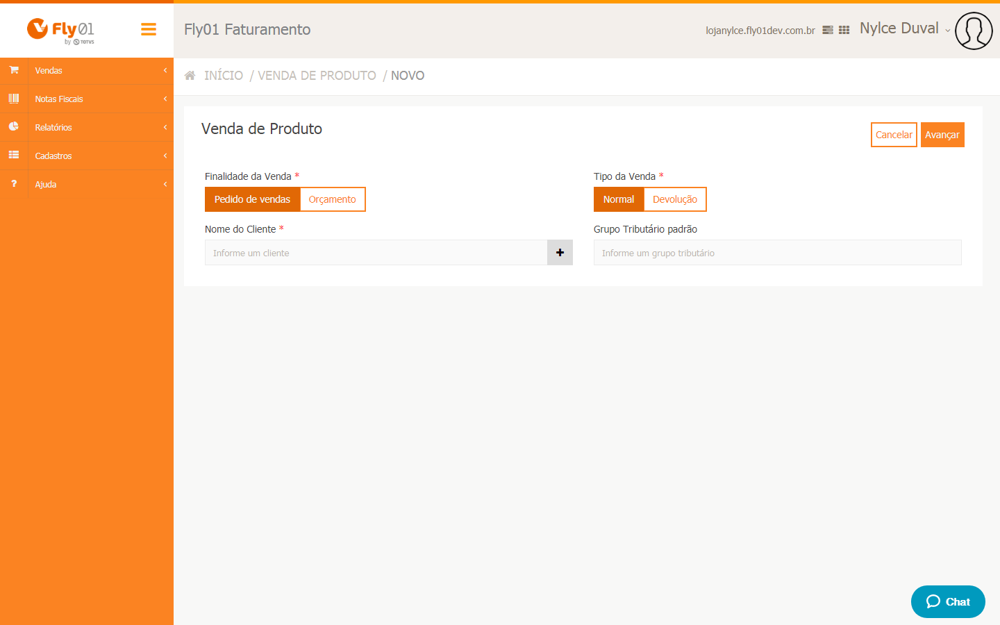 Fly01
by TOTVS
Fly01 Faturamento
lojanylce.fly01dev.com.br
Nylce Duval
Vendas
Notas Fiscais
Relatórios
Cadastros
Ajuda
INÍCIO / VENDA DE PRODUTO / NOVO
Venda de Produto
Cancelar
Avançar
Finalidade da Venda *
Pedido de vendas
Orçamento
Tipo da Venda *
Normal
Devolução
Nome do Cliente *
Informe um cliente
Grupo Tributário padrão
Informe um grupo tributário
Chat